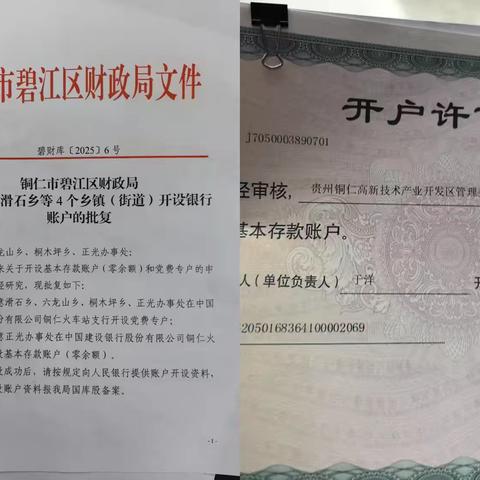 市碧江区财政局文件
碧财库〔2025〕6号
铜仁市碧江区财政局
滑石乡等4个乡镇（街道）开设银行
账户的批复
龙山乡、桐木坪乡、正光办事处：
来关于开设基本存款账户（零余额）和党费专户的申
经研究，现批复如下：
意滑石乡、六龙山乡、桐木坪乡、正光办事处在中国
份有限公司铜仁火车站支行开设党费专户；
意正光办事处在中国建设银行股份有限公司铜仁火
设基本存款账户（零余额）。
设成功后，请按规定向人民银行提供账户开设资料，
账户资料报我局国库股备案。
-1-
开户许
J7050003890701
经审核，贵州铜仁高新技术产业开发区管理
基本存款账户。
人（单位负责人）于洋
开
20501683641000002069